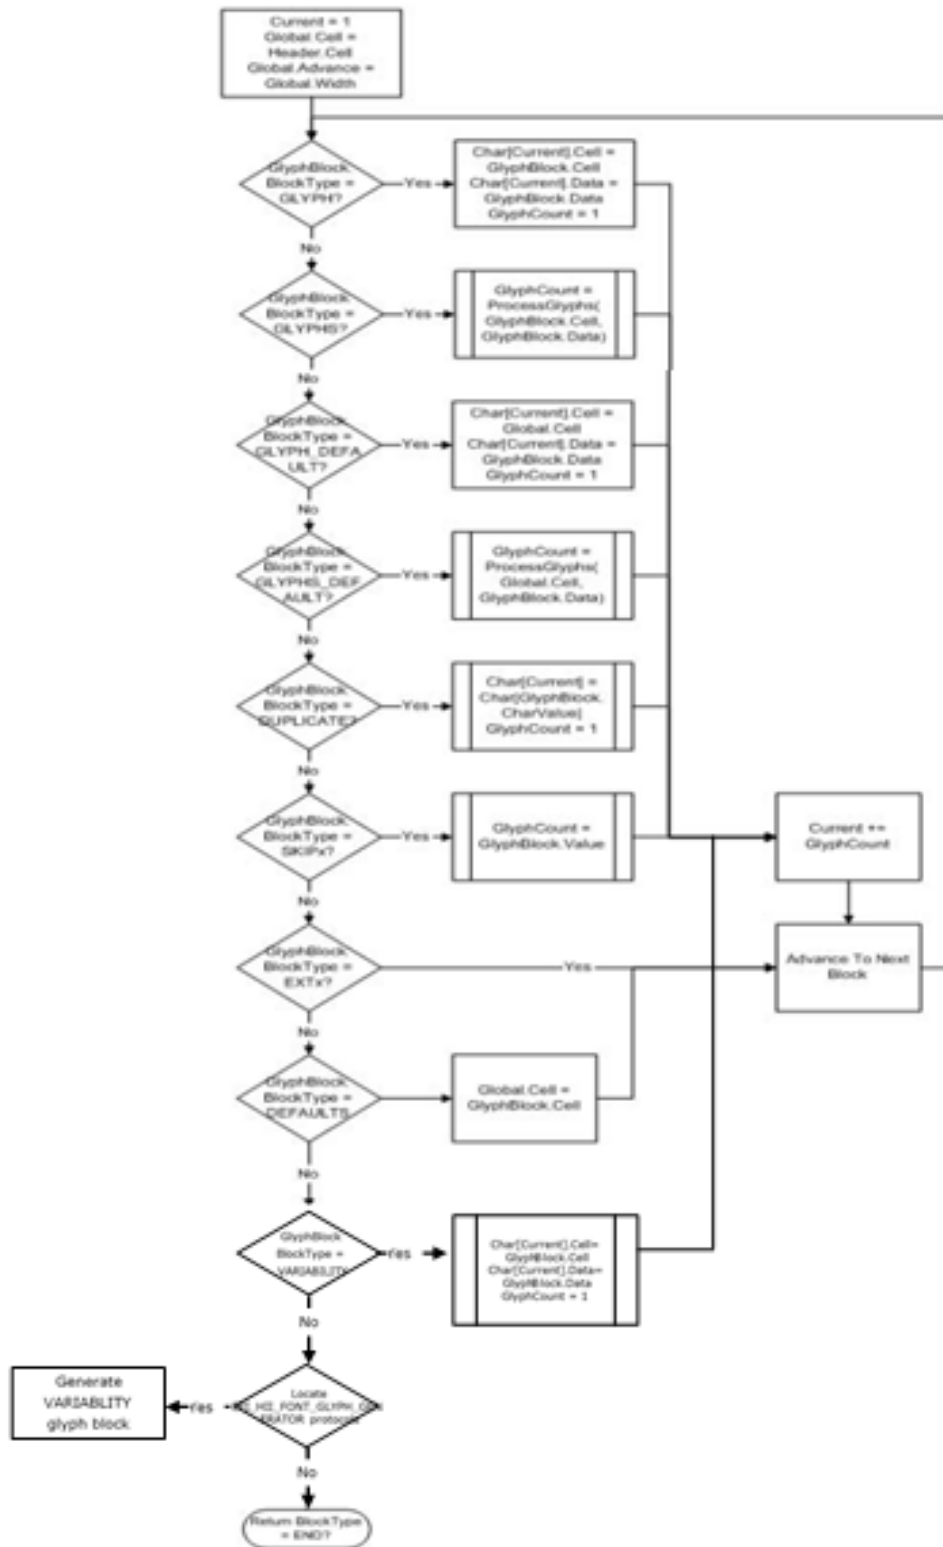 Current = 1
Global.Cell =
Header.Cell
Global.Advance =
Global.Width
GlyphBlock.
BlockType =
GLYPH?
Yes
Char[Current].Cell =
GlyphBlock.Cell
Char[Current].Data =
GlyphBlock.Data
GlyphCount = 1
No
GlyphBlock.
BlockType =
GLYPHS?
Yes
GlyphCount =
ProcessGlyphs(
GlyphBlock.Cell,
GlyphBlock.Data)
No
GlyphBlock.
BlockType =
GLYPH_DEFA
ULT?
Yes
Char[Current].Cell =
Global.Cell
Char[Current].Data =
GlyphBlock.Data
GlyphCount = 1
No
GlyphBlock.
BlockType =
GLYPHS_DEF
AULT?
Yes
GlyphCount =
ProcessGlyphs(
Global.Cell,
GlyphBlock.Data)
No
GlyphBlock.
BlockType =
DUPLICATE?
Yes
Char[Current] =
Char[GlyphBlock.
CharValue]
GlyphCount = 1
No
GlyphBlock.
BlockType =
SKIPx?
Yes
GlyphCount =
GlyphBlock.Value
Current +=
GlyphCount
No
GlyphBlock.
BlockType =
EXTx?
Yes
Advance To Next
Block
No
GlyphBlock.
BlockType =
DEFAULTS
Global.Cell =
GlyphBlock.Cell
No
GlyphBlock
BlockType =
VARIABILITY
Yes
Char[Current].Cell=
GlyphBlock.Cell
Char[Current].Data=
GlyphBlock.Data
GlyphCount = 1
No
Generate
VARIABLITY
glyph block
Yes
Locate
_HII_FONT_GLYPH_GEN
ERATOR protocols
No
Return BlockType
= END?